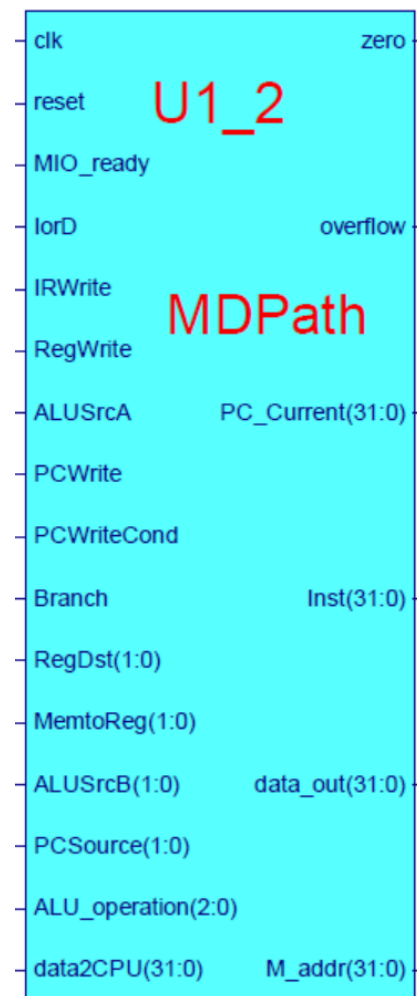 clk zero
reset U1_2
MIO_ready
IorD overflow
IRWrite
MDPath
RegWrite
ALUSrcA PC_Current(31:0)
PCWrite
PCWriteCond
Branch Inst(31:0)
RegDst(1:0)
MemtoReg(1:0)
ALUSrcB(1:0) data_out(31:0)
PCSource(1:0)
ALU_operation(2:0)
data2CPU(31:0) M_addr(31:0)